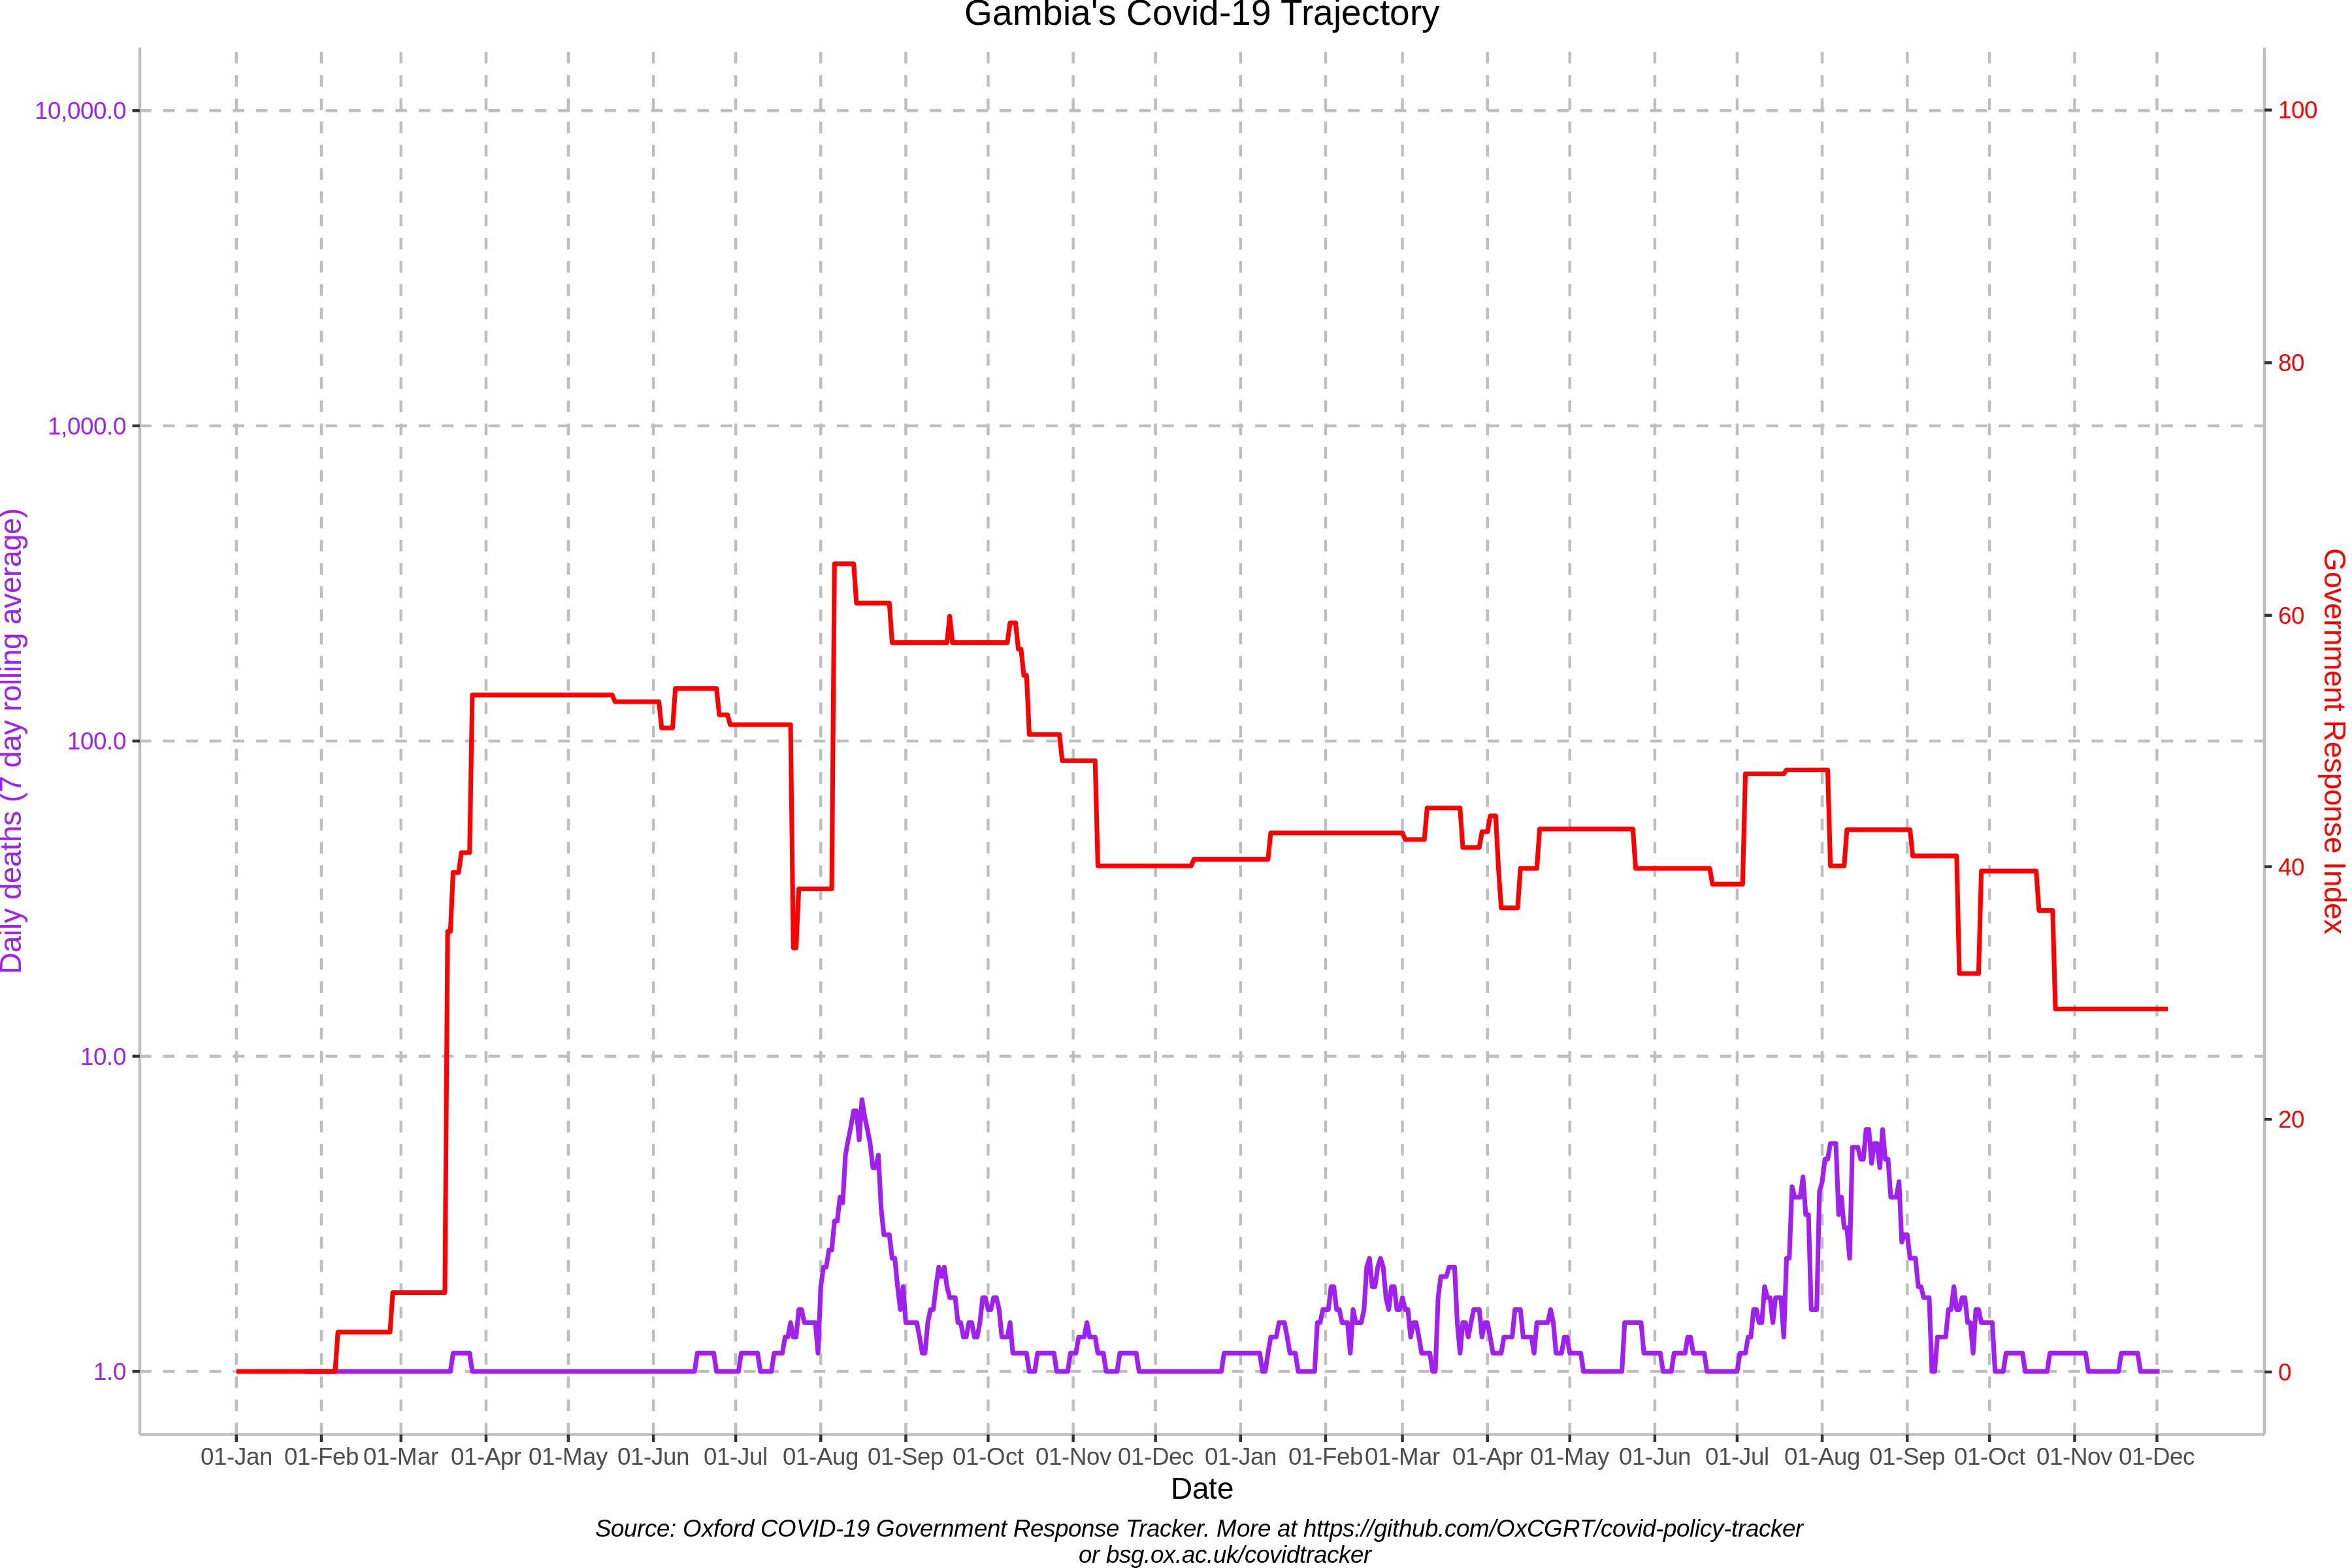 Gambia's Covid-19 Trajectory
10,000.0
1,000.0
100.0
10.0
1.0
Daily deaths (7 day rolling average)
100
80
60
40
20
0
Government Response Index
01-Jan 01-Feb 01-Mar 01-Apr 01-May 01-Jun 01-Jul 01-Aug 01-Sep 01-Oct 01-Nov 01-Dec 01-Jan 01-Feb 01-Mar 01-Apr 01-May 01-Jun 01-Jul 01-Aug 01-Sep 01-Oct 01-Nov 01-Dec
Date
Source: Oxford COVID-19 Government Response Tracker. More at https://github.com/OxCGRT/covid-policy-tracker
or bsg.ox.ac.uk/covidtracker